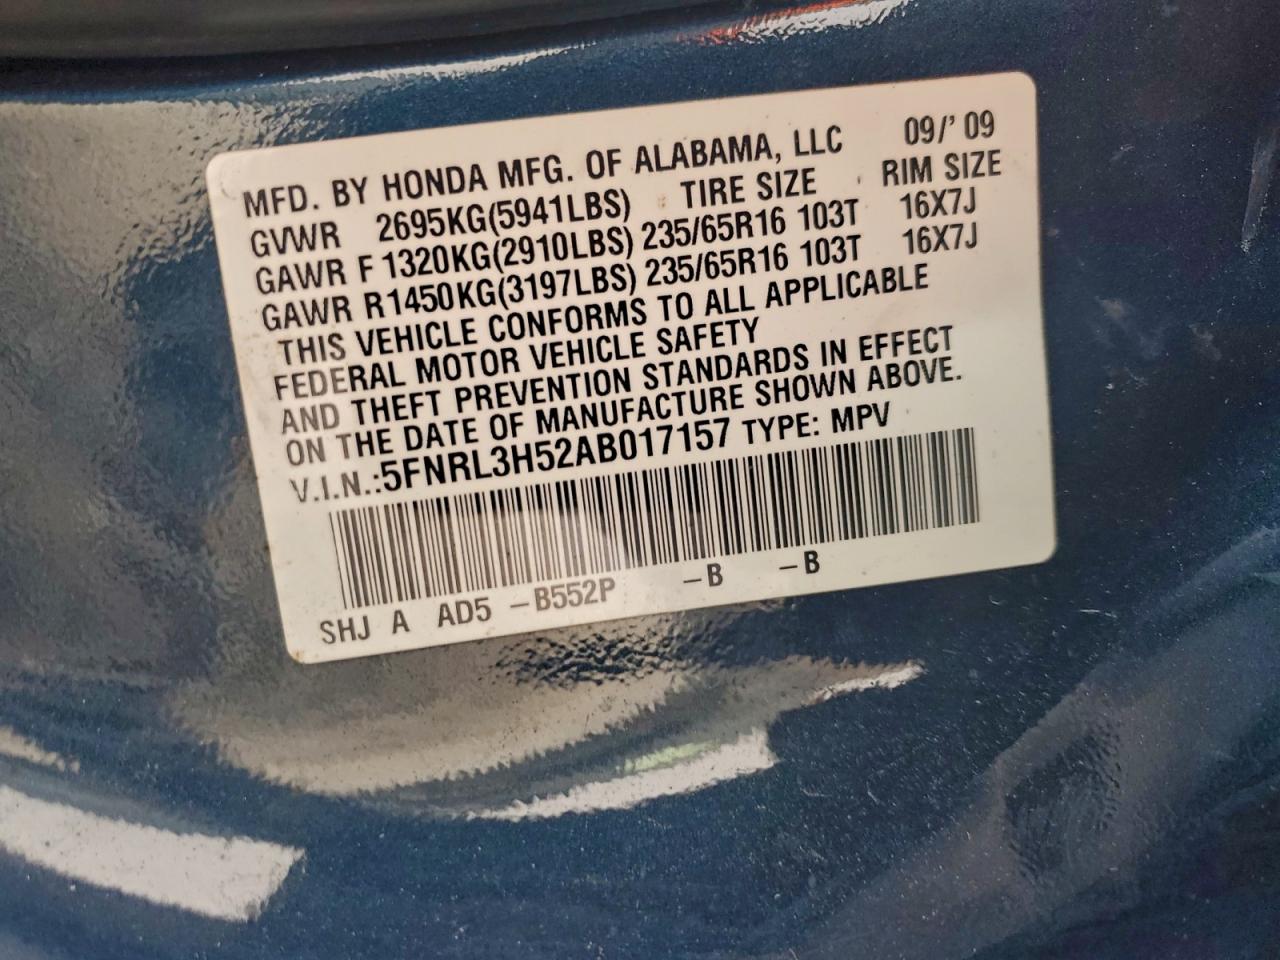 MFD. BY HONDA MFG. OF ALABAMA, LLC 09/'09
GVWR 2695KG(5941LBS) TIRE SIZE RIM SIZE
GAWR F 1320KG(2910LBS) 235/65R16 103T 16X7J
GAWR R 1450KG(3197LBS) 235/65R16 103T 16X7J
THIS VEHICLE CONFORMS TO ALL APPLICABLE
FEDERAL MOTOR VEHICLE SAFETY
AND THEFT PREVENTION STANDARDS IN EFFECT
ON THE DATE OF MANUFACTURE SHOWN ABOVE.
V.I.N.:5FNRL3H52AB017157 TYPE: MPV
SHJ A AD5 -B552P -B -B